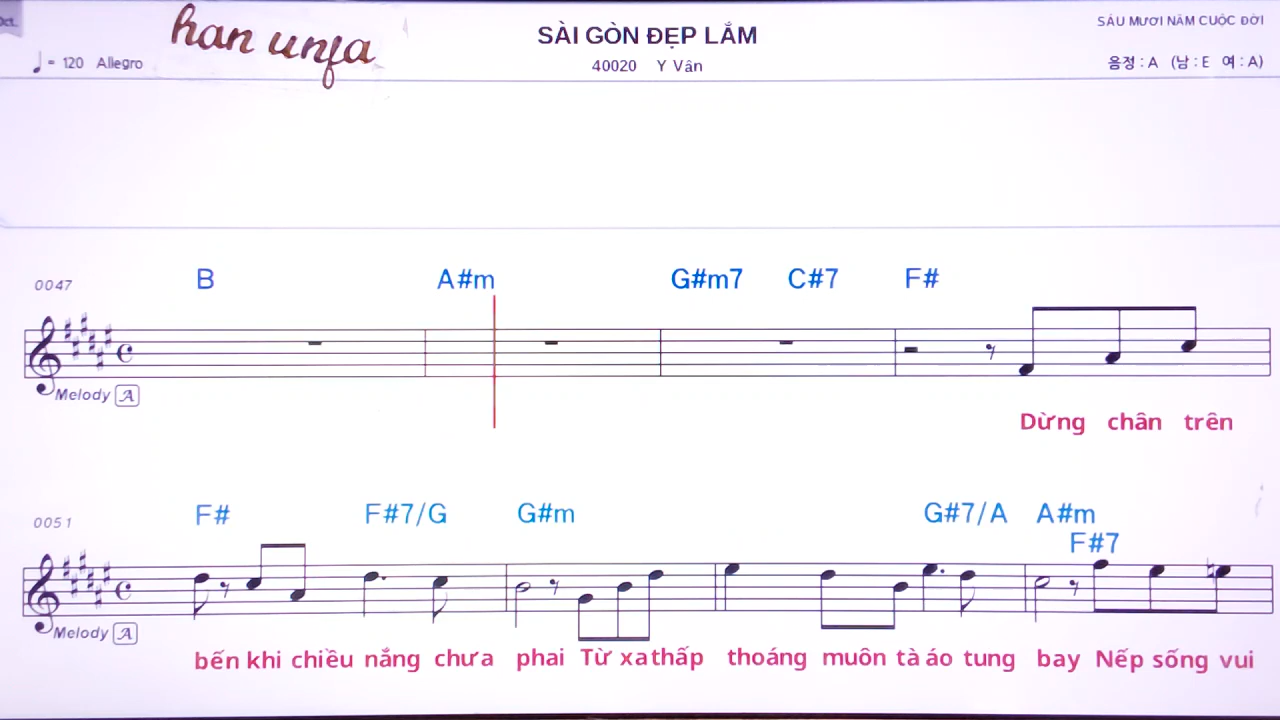 Oct.
han unfa
SÀI GÒN ĐẸP LẮM
SÁU MƯƠI NĂM CUỘC ĐỜI
= 120 Allegro
40020 Y Vân
음정 : A (남 : E 여 : A)
0047
B A#m G#m7 C#7 F#
Melody A
Dừng chân trên
0051
F# F#7/G G#m G#7/A A#m
F#7
Melody A
bến khi chiều nắng chưa phai Từ xa thấp thoáng muôn tà áo tung bay Nếp sống vui